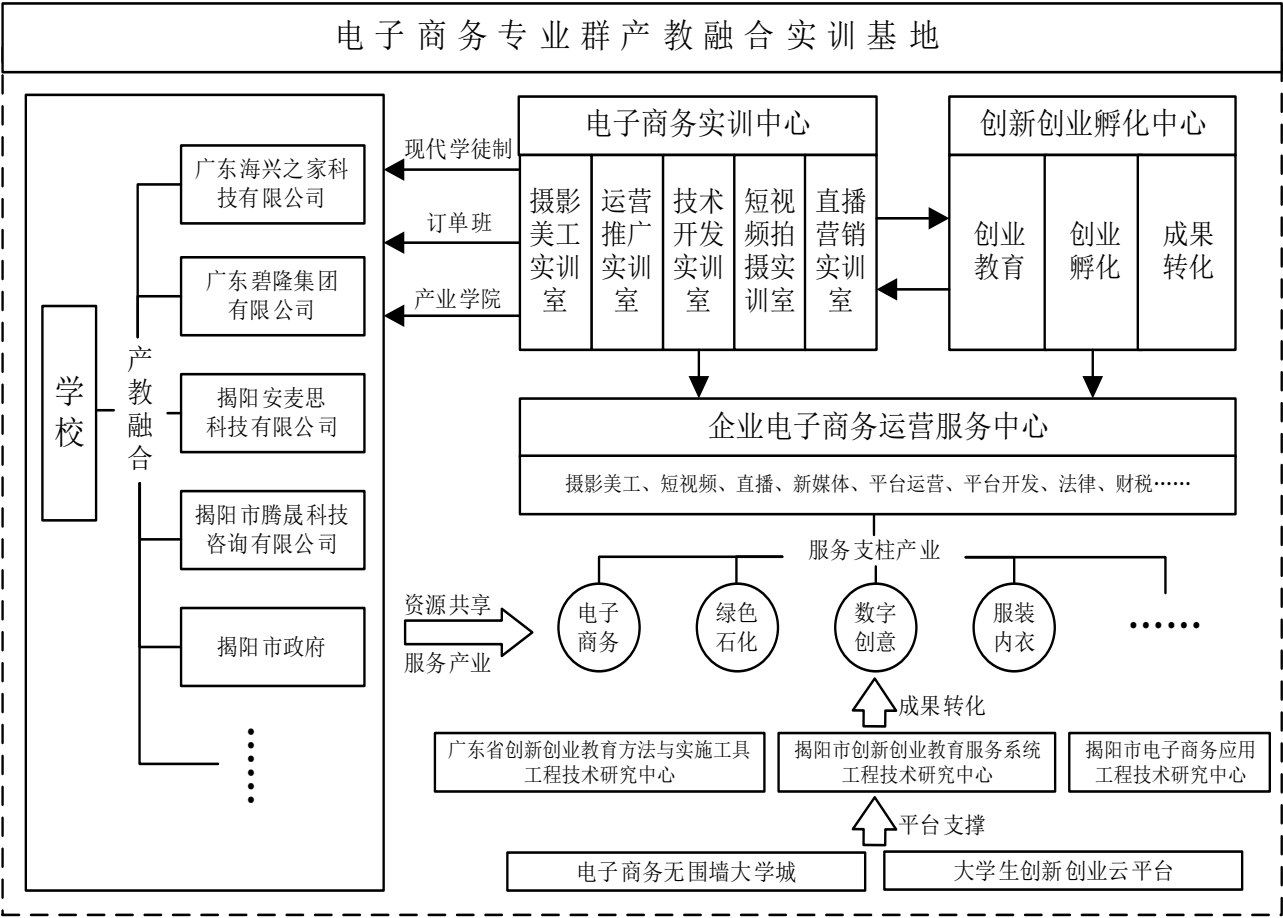 电子商务专业群产教融合实训基地
学校
产教融合
广东海兴之家科
技有限公司
广东碧隆集团
有限公司
揭阳安麦思
科技有限公司
揭阳市腾晟科技
咨询有限公司
揭阳市政府
······
现代学徒制
订单班
产业学院
电子商务实训中心
摄影
美工
实训
室
运营
推广
实训
室
技术
开发
实训
室
短视
频拍
摄实
训室
直播
营销
实训
室
创新创业孵化中心
创业
教育
创业
孵化
成果
转化
企业电子商务运营服务中心
摄影美工、短视频、直播、新媒体、平台运营、平台开发、法律、财税······
服务支柱产业
资源共享
服务产业
电子
商务
绿色
石化
数字
创意
服装
内衣
······
成果转化
广东省创新创业教育方法与实施工具
工程技术研究中心
揭阳市创新创业教育服务系统
工程技术研究中心
揭阳市电子商务应用
工程技术研究中心
平台支撑
电子商务无围墙大学城
大学生创新创业云平台